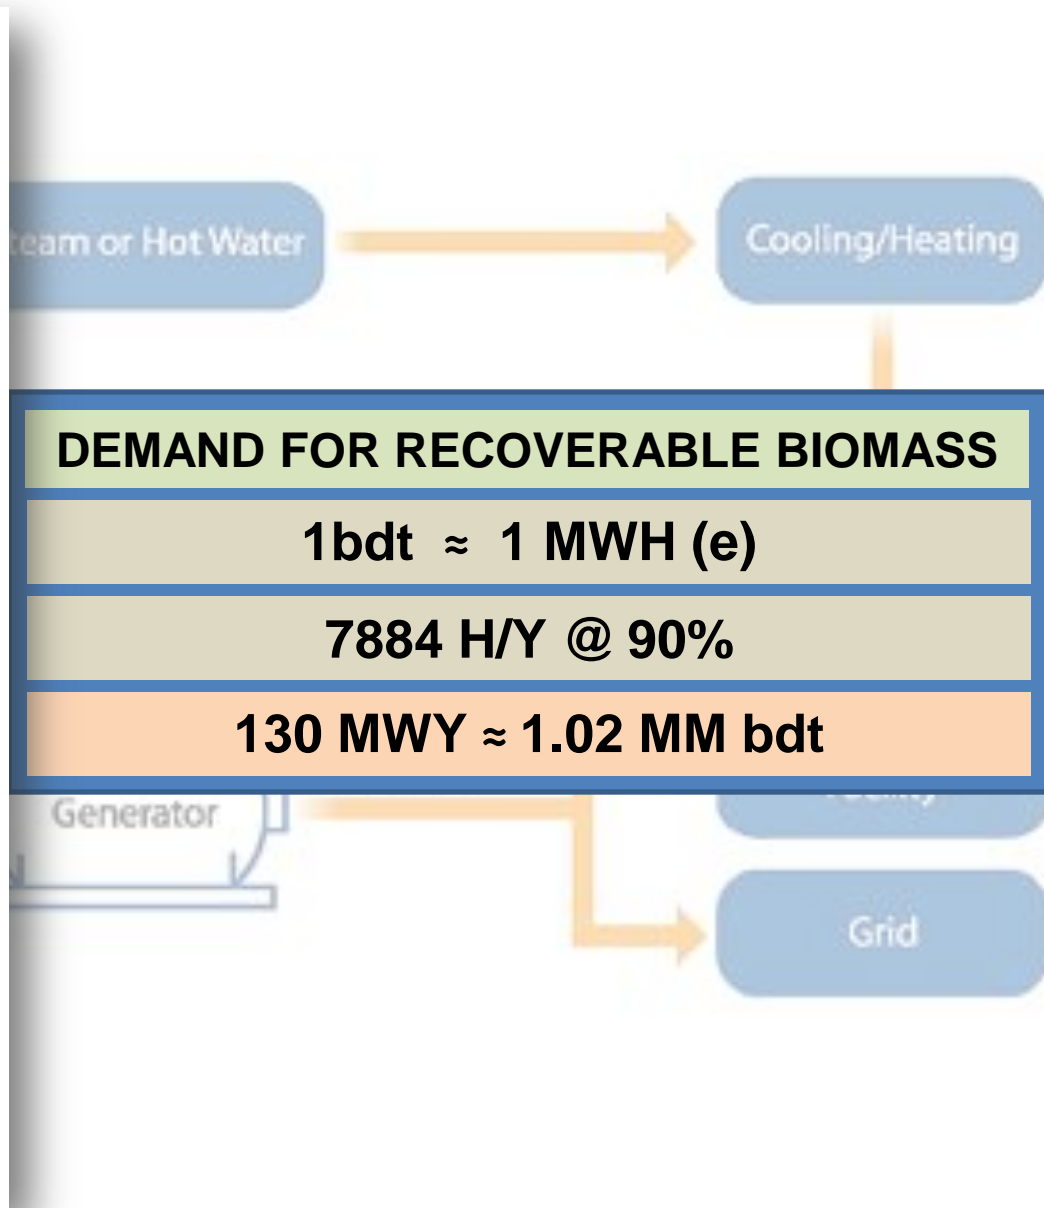 or Hot Water
Cooling/Heating
DEMAND FOR RECOVERABLE BIOMASS
1bdt ≈ 1 MWH (e)
7884 H/Y @ 90%
130 MWY ≈ 1.02 MM bdt
Generator
Grid